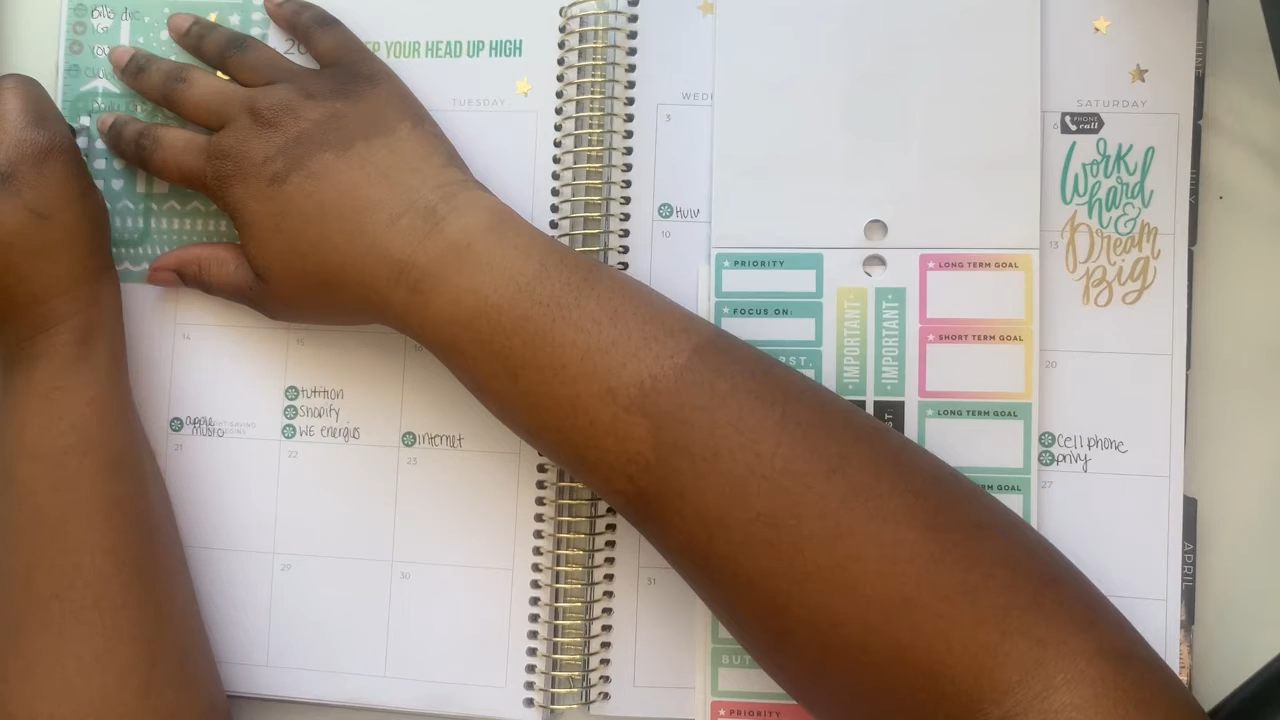 Bills due
20
YOUR HEAD UP HIGH
TUESDAY
14
15
tuition
Shopify
WE energies
apple
music
internet
21
22
23
29
30
WED
3
Hulu
10
31
PRIORITY
FOCUS ON:
IMPORTANT
IMPORTANT
LONG TERM GOAL
SHORT TERM GOAL
LONG TERM GOAL
TERM GOAL
BUT
PRIORITY
SATURDAY
6
PHONE
call
Work
hard
&
Dream
Big
13
20
Cell phone
privy
27
JUNE
JULY
APRIL